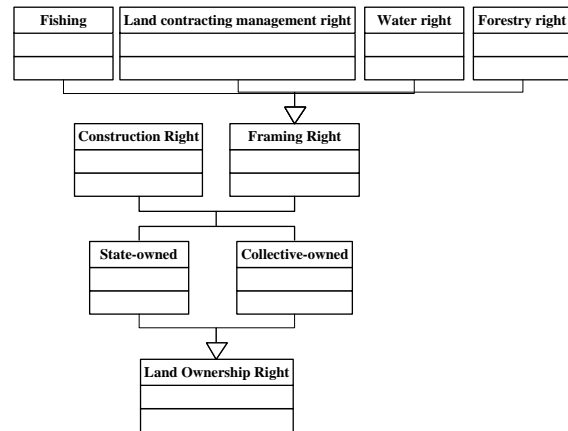 Fishing
Land contracting management right
Water right
Forestry right
Construction Right
Framing Right
State-owned
Collective-owned
Land Ownership Right